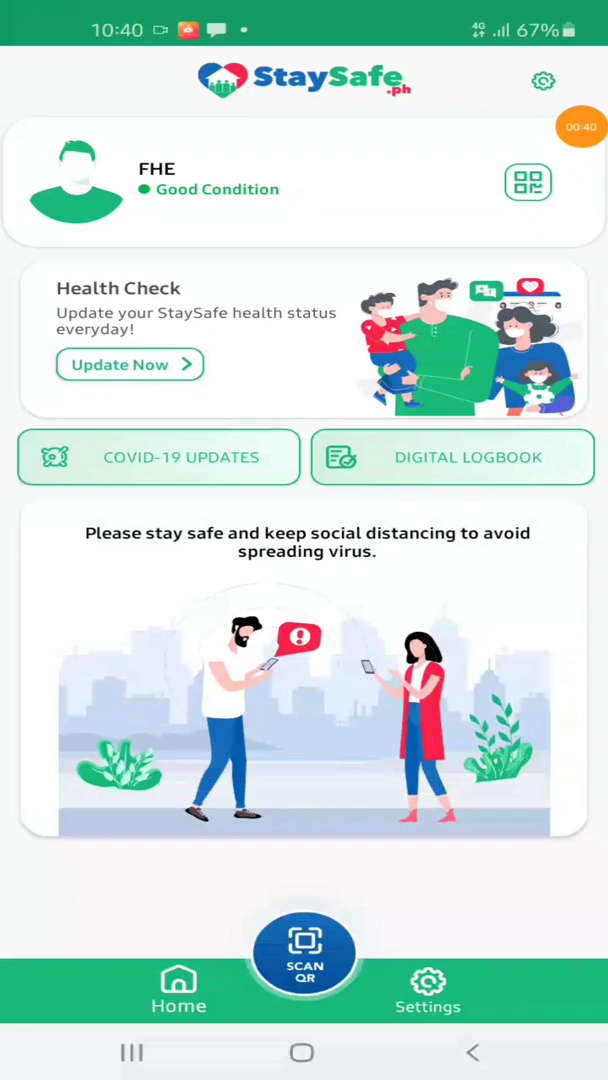 10:40
4G 67%
StaySafe
.ph
00:40
FHE
Good Condition
Health Check
Update your StaySafe health status
everyday!
Update Now
COVID-19 UPDATES
DIGITAL LOGBOOK
Please stay safe and keep social distancing to avoid
spreading virus.
SCAN
QR
Home
Settings